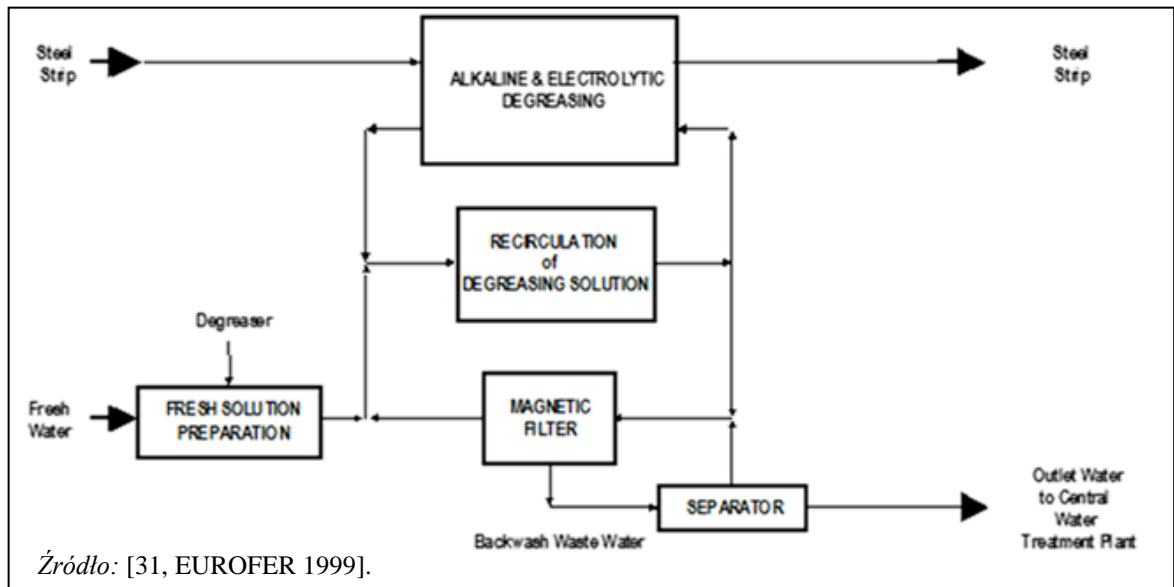 Steel
Strip
ALKALINE & ELECTROLYTIC
DEGREASING
Steel
Strip
RECIRCULATION
of
DEGREASING SOLUTION
Degreaser
Fresh
Water
FRESH SOLUTION
PREPARATION
MAGNETIC
FILTER
SEPARATOR
Backwash Waste Water
Outlet Water
to Central
Water
Treatment Plant
Źródło: [31, EUROFER 1999].